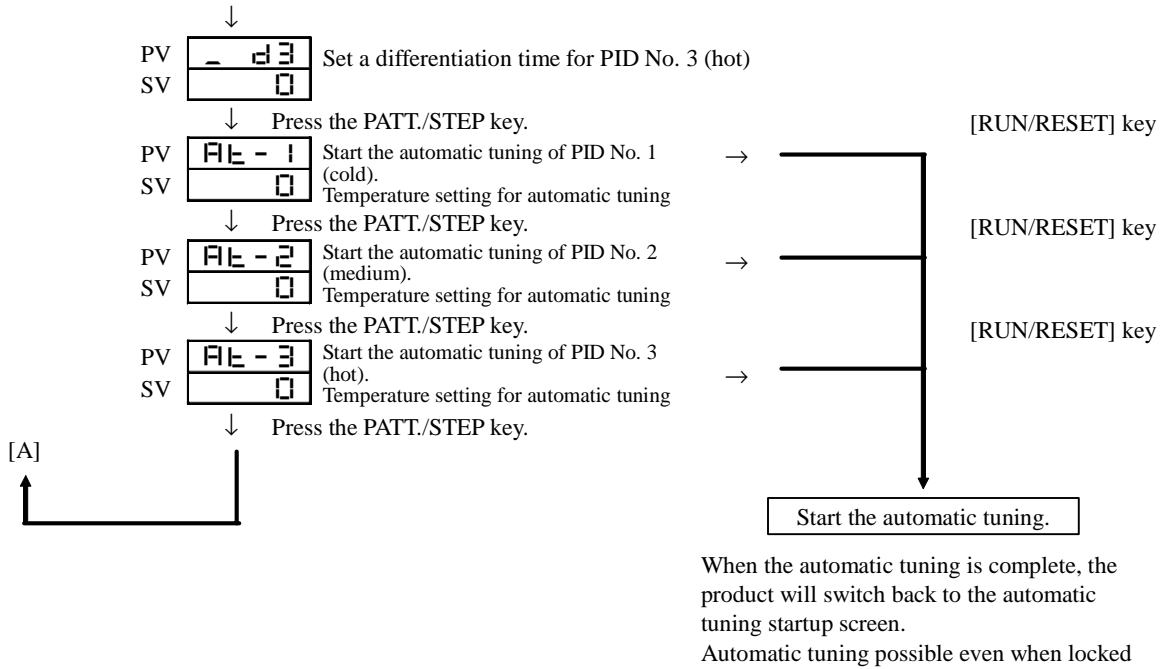 ↓
PV _ d3 Set a differentiation time for PID No. 3 (hot)
SV 0
↓ Press the PATT./STEP key. [RUN/RESET] key
PV At-1 Start the automatic tuning of PID No. 1 →
(cold).
SV 0 Temperature setting for automatic tuning
↓ Press the PATT./STEP key. [RUN/RESET] key
PV At-2 Start the automatic tuning of PID No. 2 →
(medium).
SV 0 Temperature setting for automatic tuning
↓ Press the PATT./STEP key. [RUN/RESET] key
PV At-3 Start the automatic tuning of PID No. 3 →
(hot).
SV 0 Temperature setting for automatic tuning
↓ Press the PATT./STEP key.
[A]
Start the automatic tuning.
When the automatic tuning is complete, the
product will switch back to the automatic
tuning startup screen.
Automatic tuning possible even when locked